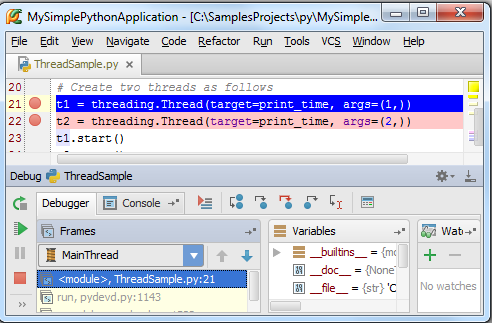 MySimplePythonApplication - [C:\SamplesProjects\py\MySimple
File Edit View Navigate Code Refactor Run Tools VCS Window Help
ThreadSample.py
20 # Create two threads as follows
21 t1 = threading.Thread(target=print_time, args=(1,))
22 t2 = threading.Thread(target=print_time, args=(2,))
23 t1.start()
Debug ThreadSample
Debugger Console
Frames Variables Wat
MainThread
__builtins__ = {mo
<module>, ThreadSample.py:21
__doc__ = {None
run, pydevd.py:1143
__file__ = {str} 'C
No watches